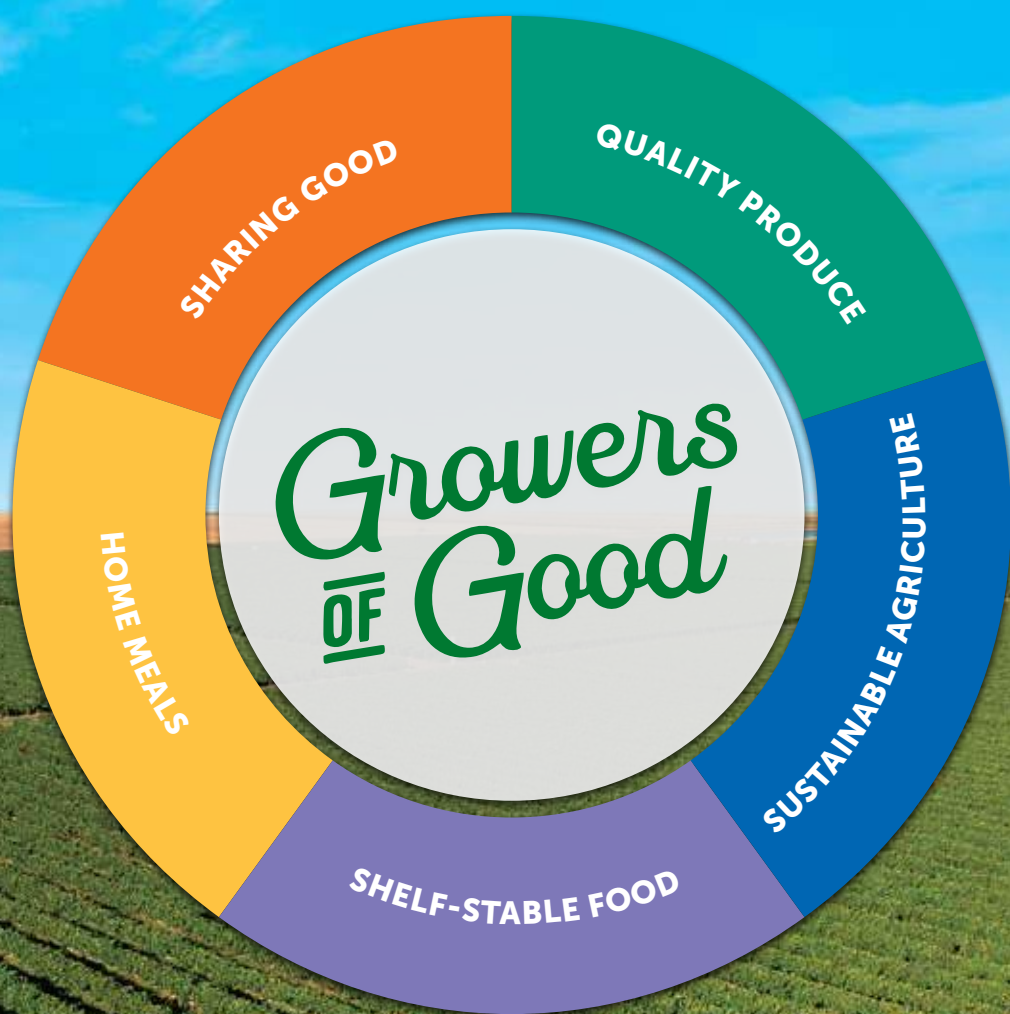 SHARING GOOD
QUALITY PRODUCE
SUSTAINABLE AGRICULTURE
SHELF-STABLE FOOD
HOME MEALS
Growers
OF Good